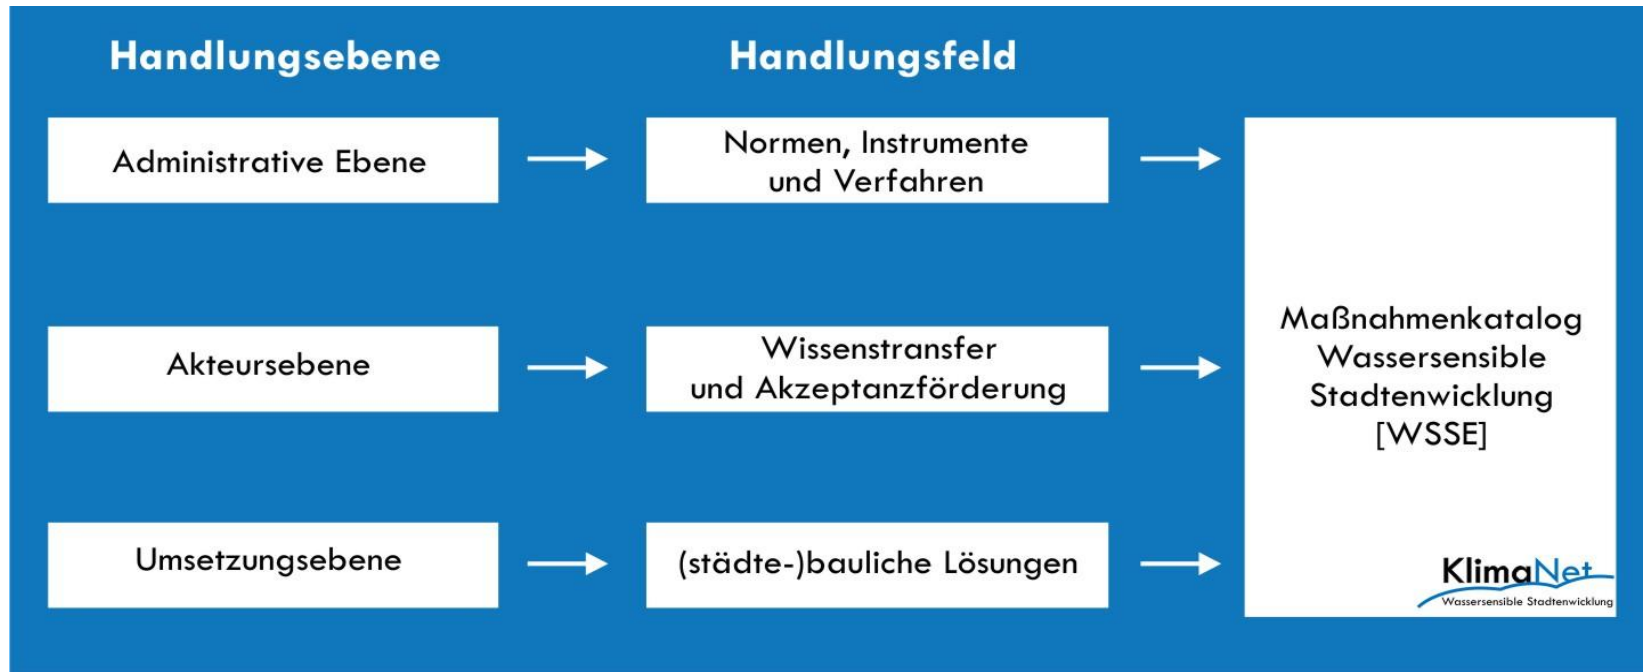 Handlungsebene
Handlungsfeld
Administrative Ebene
Normen, Instrumente
und Verfahren
Akteursebene
Wissenstransfer
und Akzeptanzförderung
Umsetzungsebene
(städte-)bauliche Lösungen
Maßnahmenkatalog
Wassersensible
Stadtenwicklung
[WSSE]
KlimaNet
Wassersensible Stadtentwicklung